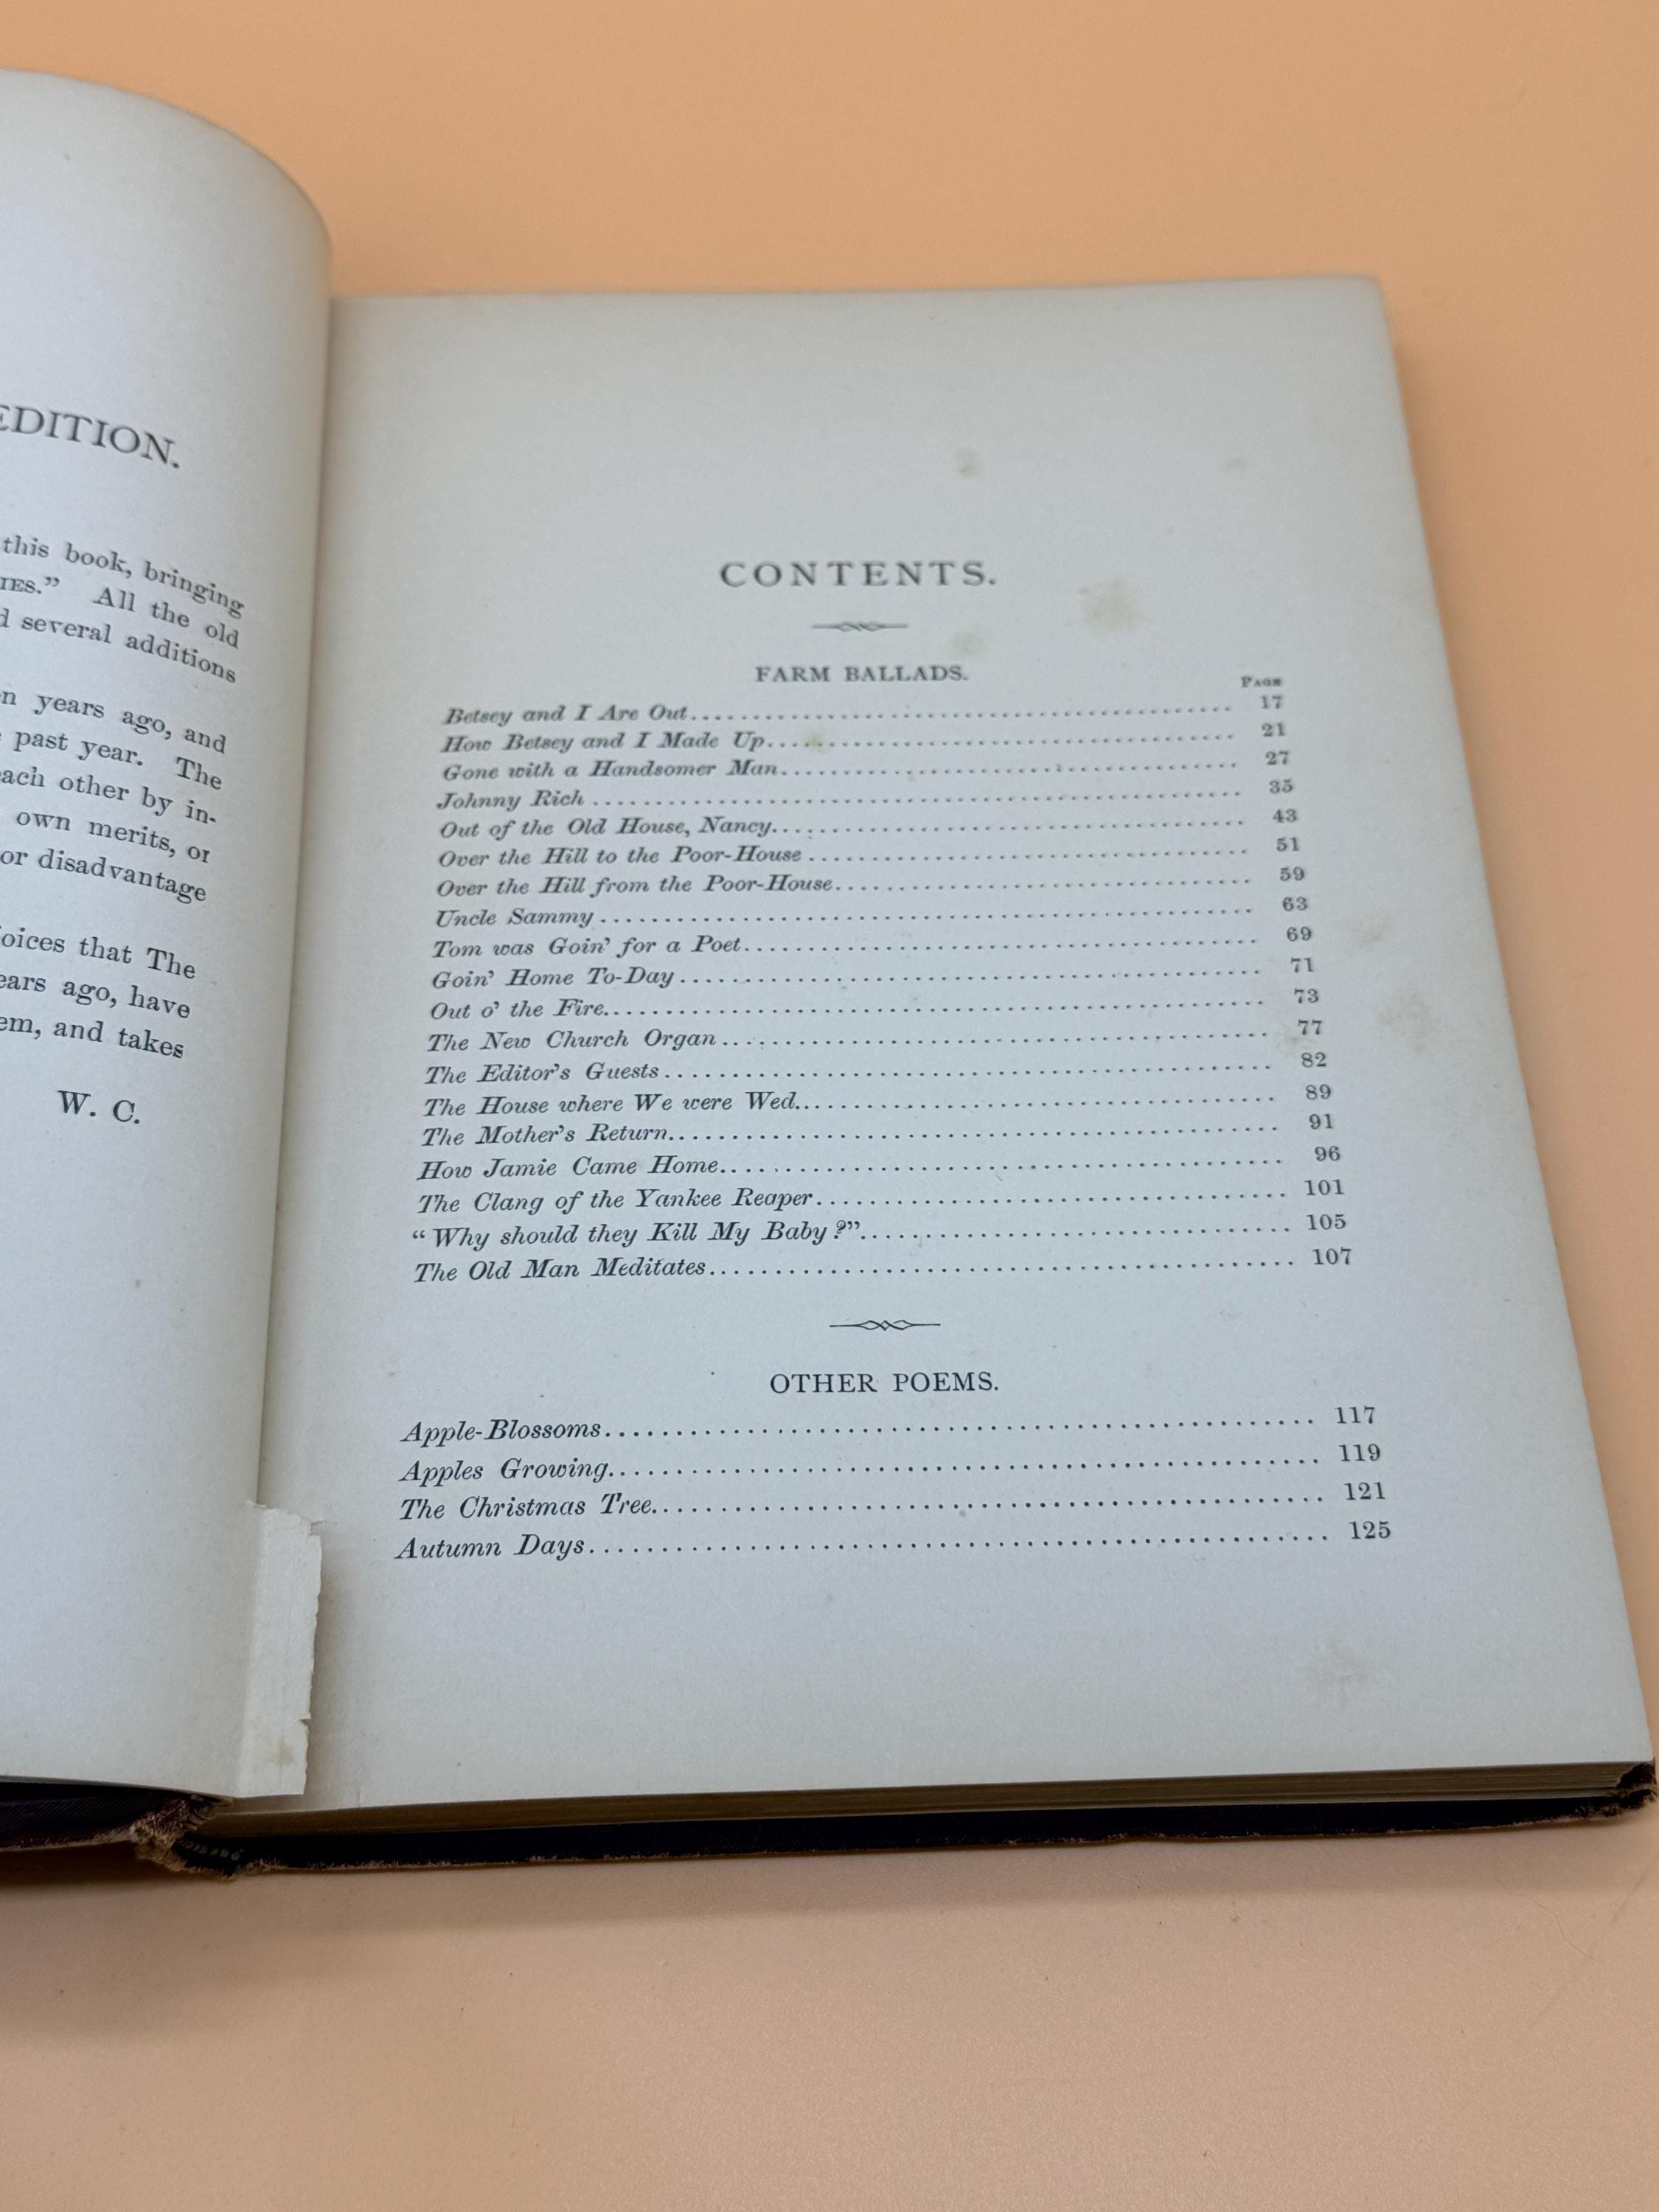 EDITION.
this book, bringing
IES.” All the old
d several additions
n years ago, and
past year. The
each other by in-
own merits, or
or disadvantage
oices that The
ears ago, have
em, and takes
W. C.
CONTENTS.
FARM BALLADS.
PAGE
Betsey and I Are Out........ 17
How Betsey and I Made Up........ 21
Gone with a Handsomer Man........ 27
Johnny Rich........ 35
Out of the Old House, Nancy........ 43
Over the Hill to the Poor-House........ 51
Over the Hill from the Poor-House........ 59
Uncle Sammy........ 63
Tom was Goin’ for a Poet........ 69
Goin’ Home To-Day........ 71
Out o’ the Fire........ 73
The New Church Organ........ 77
The Editor’s Guests........ 82
The House where We were Wed........ 89
The Mother’s Return........ 91
How Jamie Came Home........ 96
The Clang of the Yankee Reaper........ 101
“Why should they Kill My Baby?”........ 105
The Old Man Meditates........ 107
OTHER POEMS.
Apple-Blossoms........ 117
Apples Growing........ 119
The Christmas Tree........ 121
Autumn Days........ 125